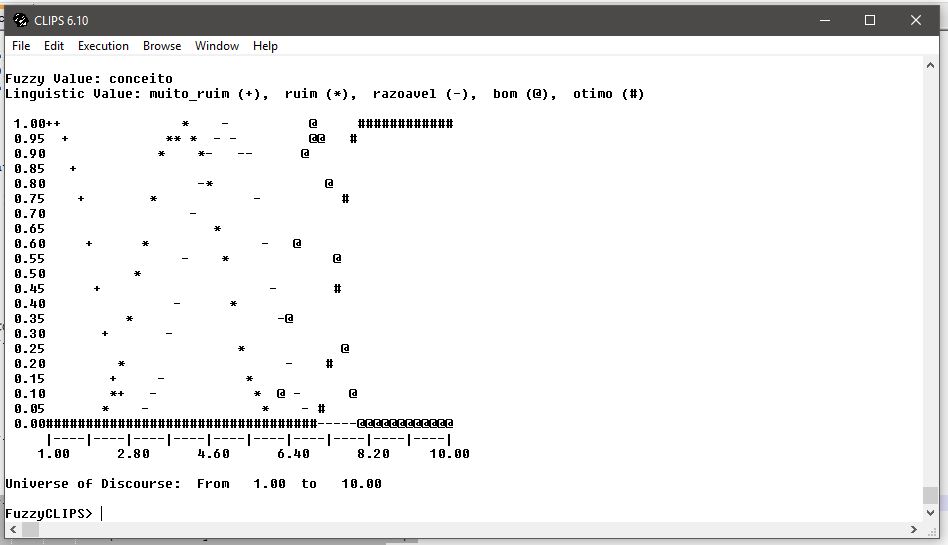 CLIPS 6.10
File Edit Execution Browse Window Help
Fuzzy Value: conceito
Linguistic Value: muito_ruim (+),  ruim (*),  razoavel (-),  bom (@),  otimo (#)
 1.00++               *    -          @     ############
 0.95  +            ** *  - -         @@   #
 0.90              *    *-   --      @
 0.85   +
 0.80                   -*              @
 0.75    +        *            -          #
 0.70                  -
 0.65                     *
 0.60     +      *              -   @
 0.55                 -    *             @
 0.50           *
 0.45      +                     -       #
 0.40                -      *
 0.35          *                  -@
 0.30       +       -
 0.25                        *            @
 0.20         *                    -    #
 0.15        +     -          *
 0.10        *+   -            *  @ -      @
 0.05       *    -              *    - #
 0.00##################################-----@@@@@@@@@@@@
     |----|----|----|----|----|----|----|----|----|----|
    1.00      2.80      4.60      6.40      8.20     10.00
Universe of Discourse:  From   1.00  to   10.00
FuzzyCLIPS>